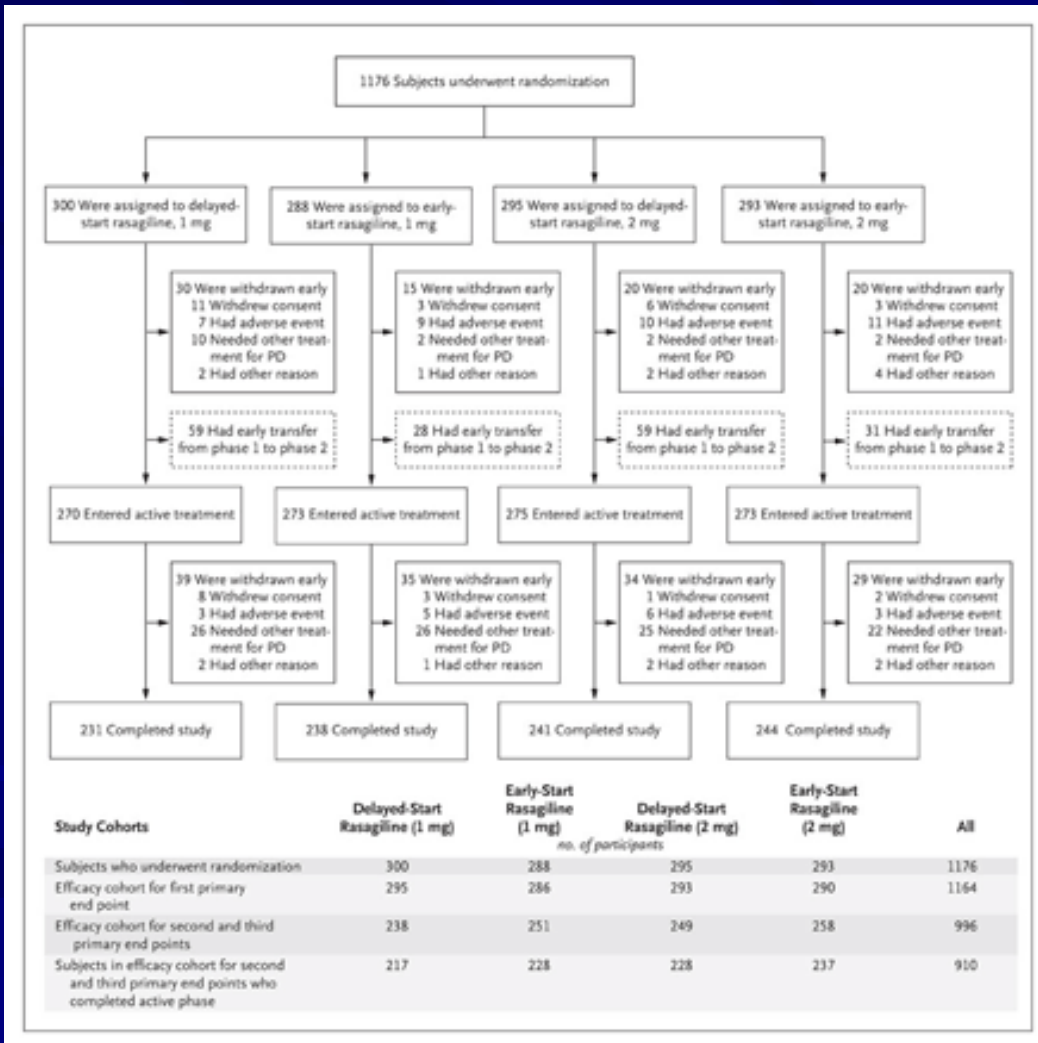 1176 Subjects underwent randomization
300 Were assigned to delayed-
start rasagiline, 1 mg
288 Were assigned to early-
start rasagiline, 1 mg
295 Were assigned to delayed-
start rasagiline, 2 mg
293 Were assigned to early-
start rasagiline, 2 mg
30 Were withdrawn early
11 Withdrew consent
7 Had adverse event
10 Needed other treat-
ment for PD
2 Had other reason
15 Were withdrawn early
3 Withdrew consent
9 Had adverse event
2 Needed other treat-
ment for PD
1 Had other reason
20 Were withdrawn early
6 Withdrew consent
10 Had adverse event
2 Needed other treat-
ment for PD
2 Had other reason
20 Were withdrawn early
3 Withdrew consent
11 Had adverse event
2 Needed other treat-
ment for PD
4 Had other reason
59 Had early transfer
from phase 1 to phase 2
28 Had early transfer
from phase 1 to phase 2
59 Had early transfer
from phase 1 to phase 2
31 Had early transfer
from phase 1 to phase 2
270 Entered active treatment
273 Entered active treatment
275 Entered active treatment
273 Entered active treatment
39 Were withdrawn early
8 Withdrew consent
3 Had adverse event
26 Needed other treat-
ment for PD
2 Had other reason
35 Were withdrawn early
3 Withdrew consent
5 Had adverse event
26 Needed other treat-
ment for PD
1 Had other reason
34 Were withdrawn early
1 Withdrew consent
6 Had adverse event
25 Needed other treat-
ment for PD
2 Had other reason
29 Were withdrawn early
2 Withdrew consent
3 Had adverse event
22 Needed other treat-
ment for PD
2 Had other reason
231 Completed study
238 Completed study
241 Completed study
244 Completed study
Study Cohorts
Delayed-Start
Rasagiline (1 mg)
Early-Start
Rasagiline
(1 mg)
Delayed-Start
Rasagiline (2 mg)
Early-Start
Rasagiline
(2 mg)
All
no. of participants
Subjects who underwent randomization 300 288 295 293 1176
Efficacy cohort for first primary 295 286 293 290 1164
end point
Efficacy cohort for second and third 238 251 249 258 996
primary end points
Subjects in efficacy cohort for second 217 228 228 237 910
and third primary end points who
completed active phase